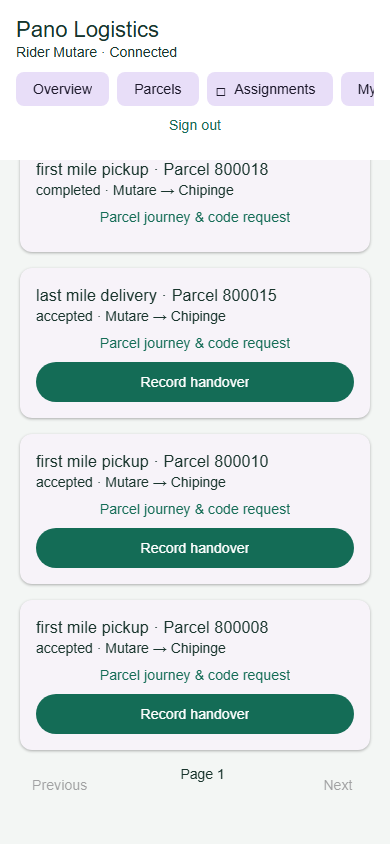 Pano Logistics
Rider Mutare · Connected
Overview
Parcels
Assignments
My
Sign out
first mile pickup · Parcel 800018
completed · Mutare → Chipinge
Parcel journey & code request
last mile delivery · Parcel 800015
accepted · Mutare → Chipinge
Parcel journey & code request
Record handover
first mile pickup · Parcel 800010
accepted · Mutare → Chipinge
Parcel journey & code request
Record handover
first mile pickup · Parcel 800008
accepted · Mutare → Chipinge
Parcel journey & code request
Record handover
Page 1
Previous
Next